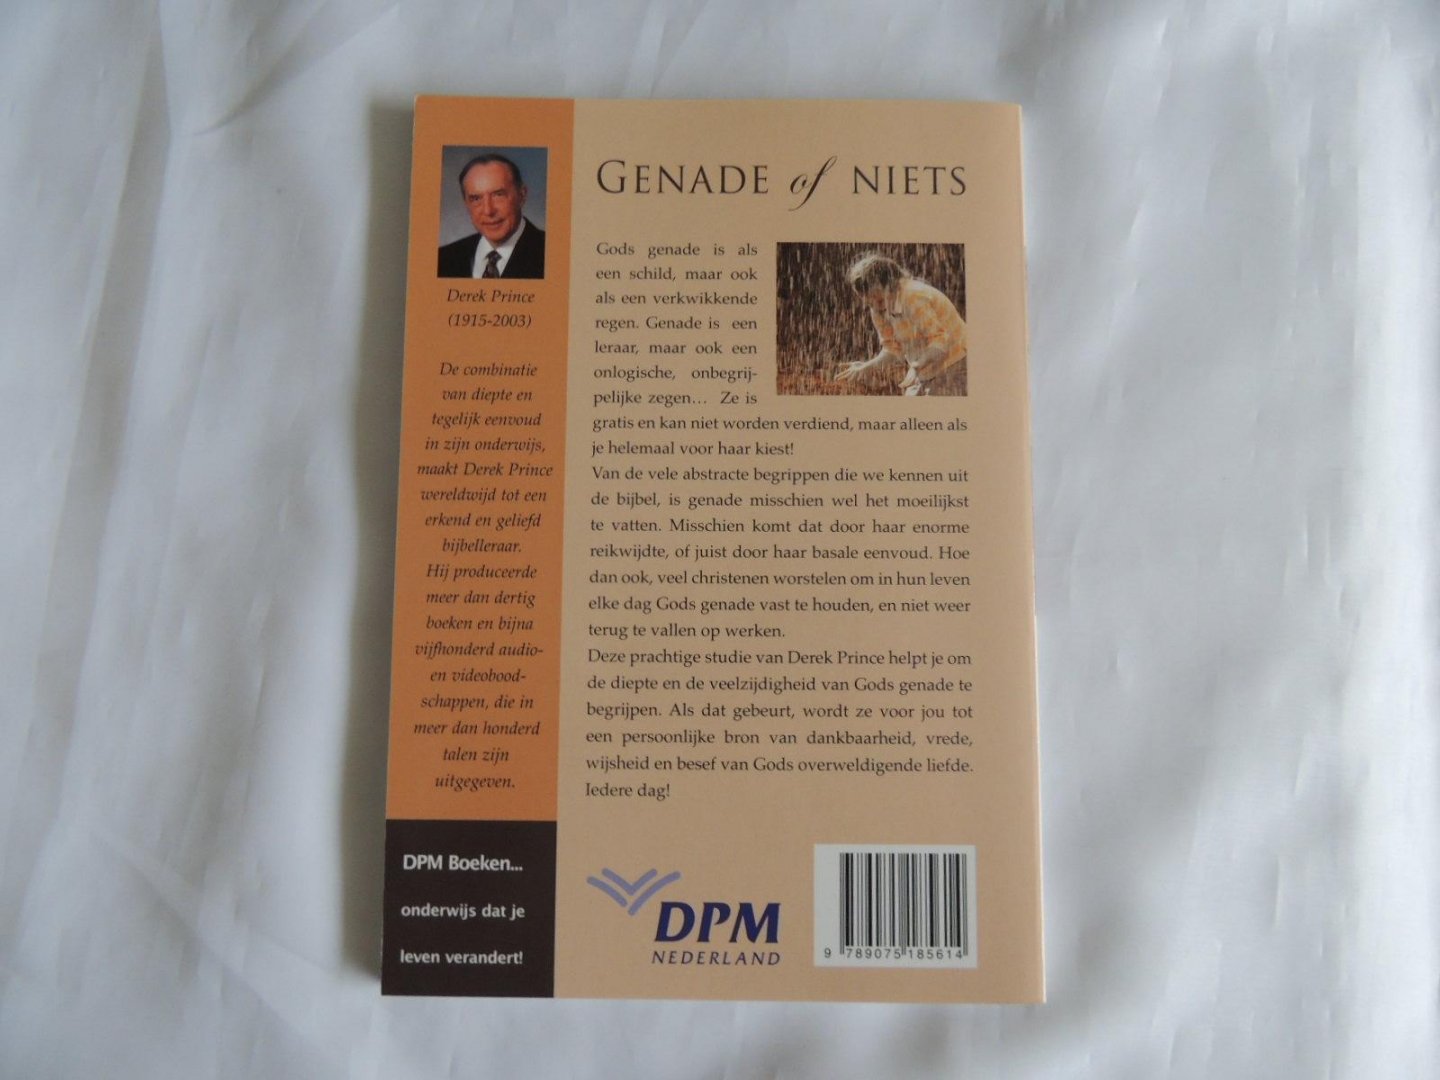 Derek Prince
(1915-2003)
De combinatie
van diepte en
tegelijk eenvoud
in zijn onderwijs,
maakt Derek Prince
wereldwijd tot een
erkend en geliefd
bijbelleraar.
Hij produceerde
meer dan dertig
boeken en bijna
vijfhonderd audio-
en videobood-
schappen, die in
meer dan honderd
talen zijn
uitgegeven.
DPM Boeken...
onderwijs dat je
leven verandert!
GENADE of NIETS
Gods genade is als
een schild, maar ook
als een verkwikkende
regen. Genade is een
leraar, maar ook een
onlogische, onbegrij-
pelijke zegen... Ze is
gratis en kan niet worden verdiend, maar alleen als
je helemaal voor haar kiest!
Van de vele abstracte begrippen die we kennen uit
de bijbel, is genade misschien wel het moeilijkst
te vatten. Misschien komt dat door haar enorme
reikwijdte, of juist door haar basale eenvoud. Hoe
dan ook, veel christenen worstelen om in hun leven
elke dag Gods genade vast te houden, en niet weer
terug te vallen op werken.
Deze prachtige studie van Derek Prince helpt je om
de diepte en de veelzijdigheid van Gods genade te
begrijpen. Als dat gebeurt, wordt ze voor jou tot
een persoonlijke bron van dankbaarheid, vrede,
wijsheid en besef van Gods overweldigende liefde.
Iedere dag!
DPM
NEDERLAND
9 789075 185614